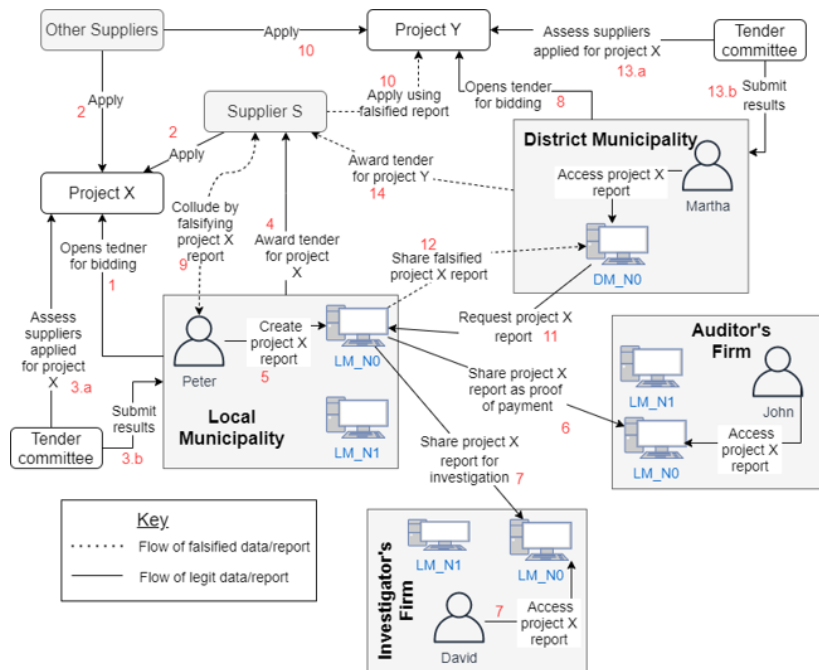 Other Suppliers
Apply
10
Project Y
Assess suppliers
applied for project X
13.a
Tender
committee
13.b
Submit
results
2
Apply
10
Apply using
falsified report
Opens tender
for bidding
8
Supplier S
2
Apply
District Municipality
Access project X
report
Martha
DM_N0
Award tender
for project Y
14
Project X
Collude by
falsifying
project X
report
9
4
Award tender
for project
X
12
Share falsified
project X report
Opens tedner
for bidding
1
Request project X
report
11
Assess
suppliers
applied
for project
X
3.a
Peter
Create
project X
report
5
LM_N0
Local
Municipality
LM_N1
Share project X
report as proof
of payment
6
Auditor's
Firm
LM_N1
John
LM_N0
Access
project X
report
Submit
results
3.b
Tender
committee
Share project X
report for
investigation
7
Key
Flow of falsified data/report
Flow of legit data/report
Investigator's
Firm
LM_N1
LM_N0
David
7
Access
project X
report